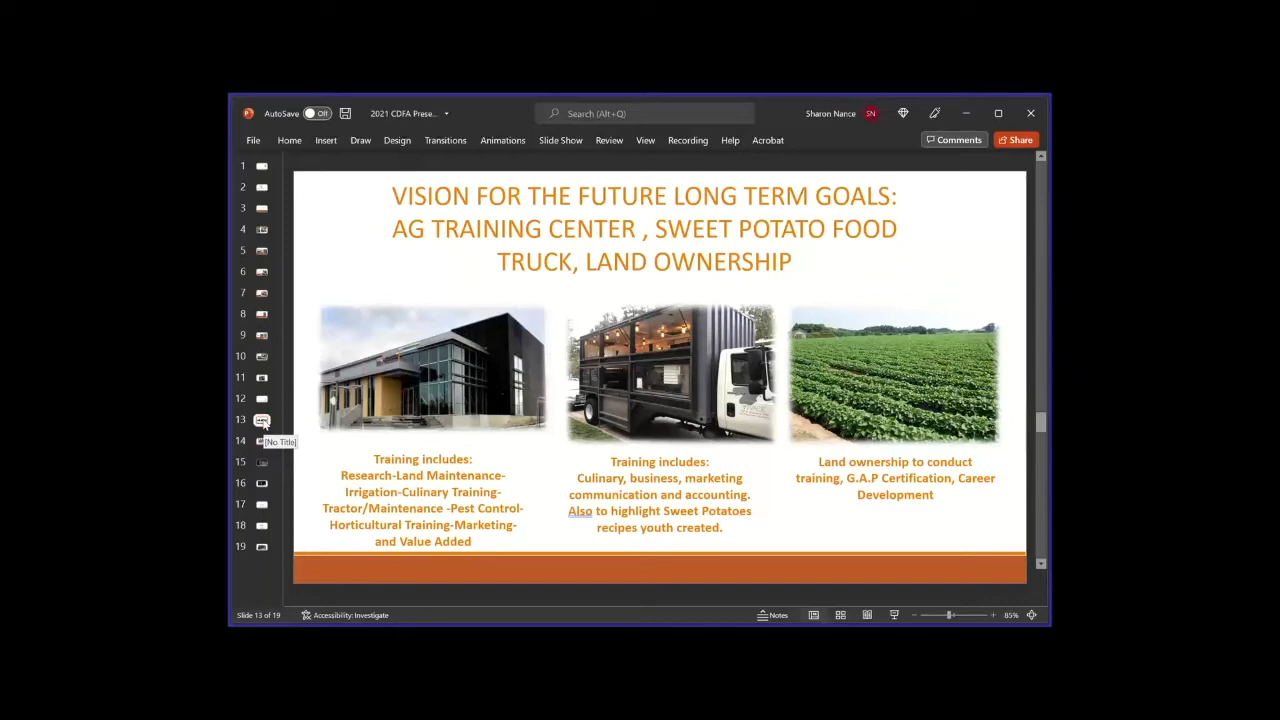 AutoSave Off 2021 CDFA Prese... Search (Alt+Q) Sharon Nance SN
File Home Insert Draw Design Transitions Animations Slide Show Review View Recording Help Acrobat Comments Share
1
2
3
4
5
6
7
8
9
10
11
12
13
[No Title]
14
15
16
17
18
19
VISION FOR THE FUTURE LONG TERM GOALS:
AG TRAINING CENTER , SWEET POTATO FOOD
TRUCK, LAND OWNERSHIP
Training includes:
Research-Land Maintenance-
Irrigation-Culinary Training-
Tractor/Maintenance -Pest Control-
Horticultural Training-Marketing-
and Value Added
Training includes:
Culinary, business, marketing
communication and accounting.
Also to highlight Sweet Potatoes
recipes youth created.
Land ownership to conduct
training, G.A.P Certification, Career
Development
Slide 13 of 19 Accessibility: Investigate Notes 85%